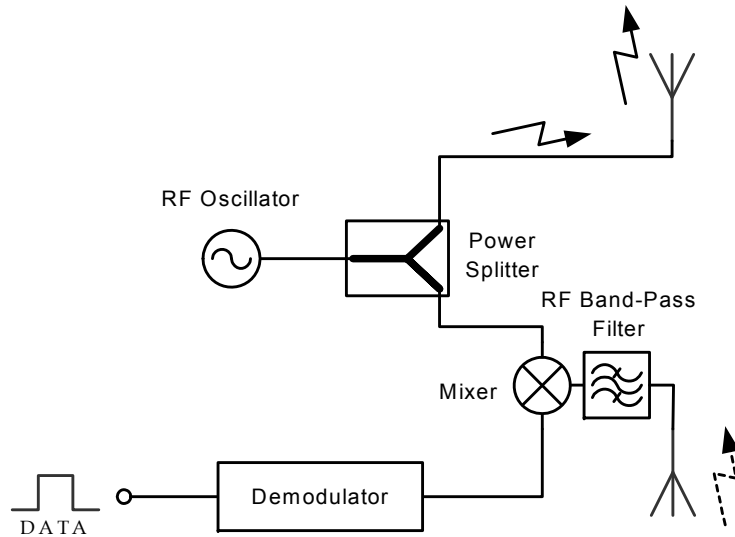 RF Oscillator
Power
Splitter
RF Band-Pass
Filter
Mixer
Demodulator
DATA